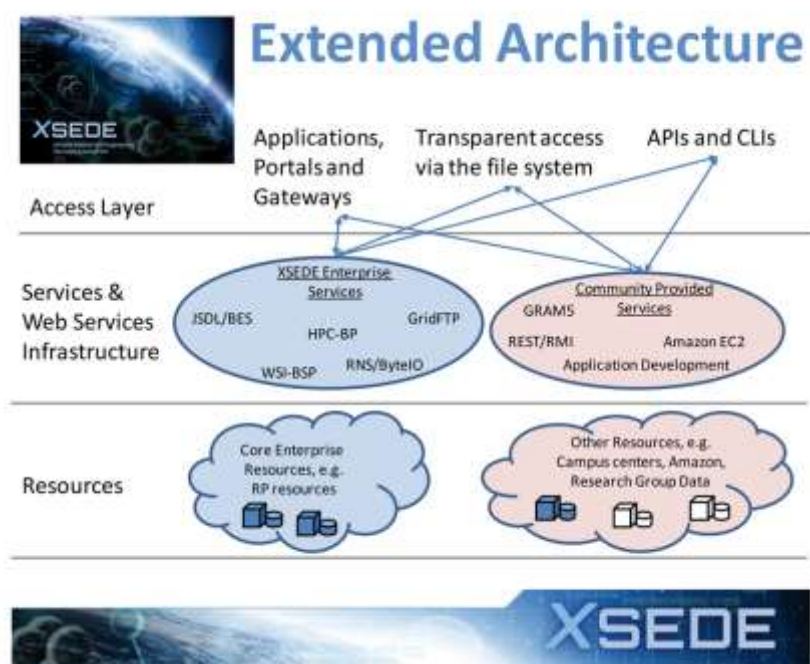 Extended Architecture
XSEDE
Applications,
Portals and
Gateways
Transparent access
via the file system
APIs and CLIs
Access Layer
Services &
Web Services
Infrastructure
XSEDE Enterprise
Services
JSDL/BES
GridFTP
HPC-BP
WSI-BSP
RNS/ByteIO
Community Provided
Services
GRAM5
REST/RMI
Amazon EC2
Application Development
Resources
Core Enterprise
Resources, e.g.
RP resources
Other Resources, e.g.
Campus centers, Amazon,
Research Group Data
XSEDE